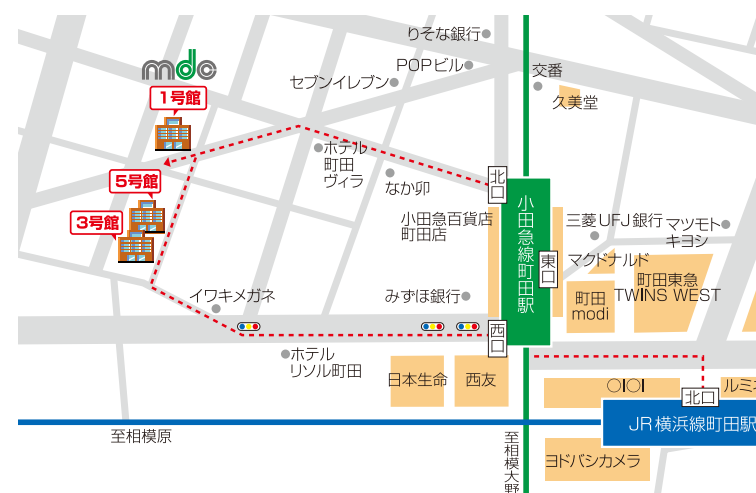 りそな銀行
POPビル
セブンイレブン
交番
久美堂
mdc
1号館
ホテル
町田
ヴィラ
なか卯
北口
5号館
3号館
小田急百貨店
町田店
小田急線町田駅
三菱UFJ銀行
マツモト
キヨシ
東口
マクドナルド
町田東急
TWINS WEST
町田
modi
イワキメガネ
みずほ銀行
西口
ホテル
リソル町田
日本生命
西友
OIOI
ルミネ
北口
JR横浜線町田駅
至相模原
至相模大野
ヨドバシカメラ